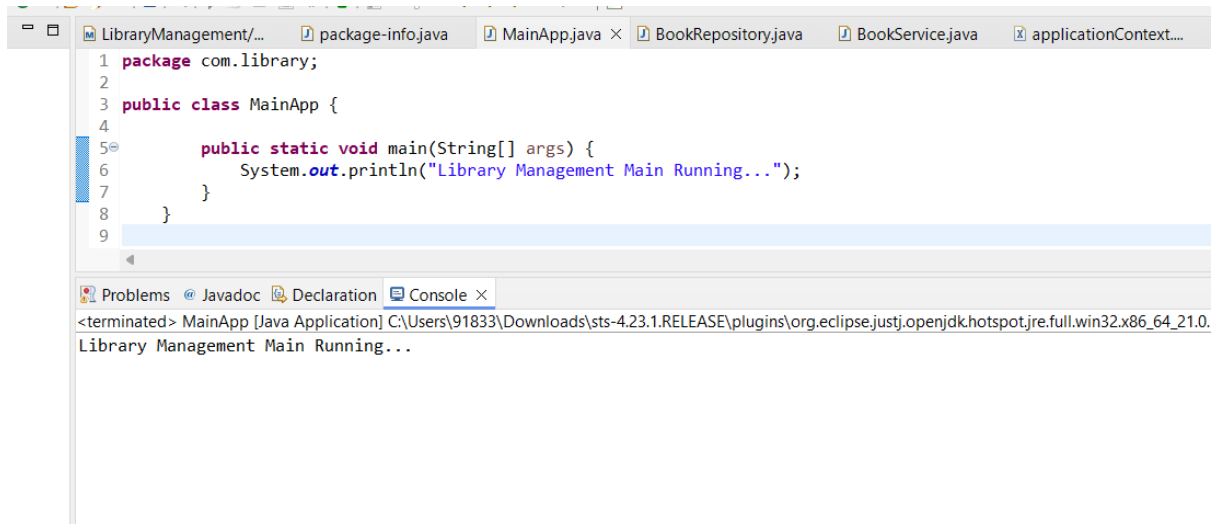 LibraryManagement/... package-info.java MainApp.java BookRepository.java BookService.java applicationContext....
1 package com.library;
2
3 public class MainApp {
4
5 public static void main(String[] args) {
6 System.out.println("Library Management Main Running...");
7 }
8 }
9
Problems @ Javadoc Declaration Console
<terminated> MainApp [Java Application] C:\Users\91833\Downloads\sts-4.23.1.RELEASE\plugins\org.eclipse.justj.openjdk.hotspot.jre.full.win32.x86_64_21.0.
Library Management Main Running...